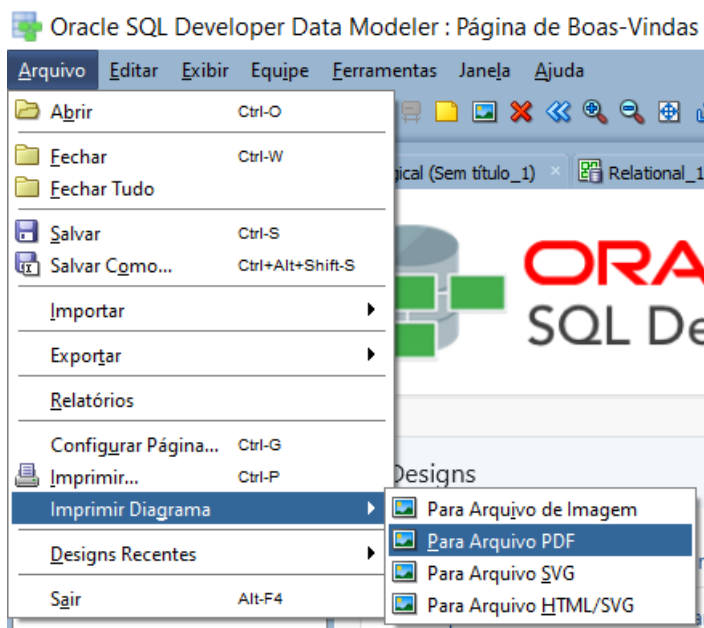 Oracle SQL Developer Data Modeler : Página de Boas-Vindas
Arquivo Editar Exibir Equipe Ferramentas Janela Ajuda
Abrir Ctrl-O
Fechar Ctrl-W
Fechar Tudo
(Sem título_1) Relational_1
Salvar Ctrl-S
Salvar Como... Ctrl+Alt+Shift-S
Importar
Exportar
Relatórios
Configurar Página... Ctrl-G
Imprimir... Ctrl-P
Imprimir Diagrama
Designs Recentes
Sair Alt-F4
ORA
SQL De
Designs
Para Arquivo de Imagem
Para Arquivo PDF
Para Arquivo SVG
Para Arquivo HTML/SVG